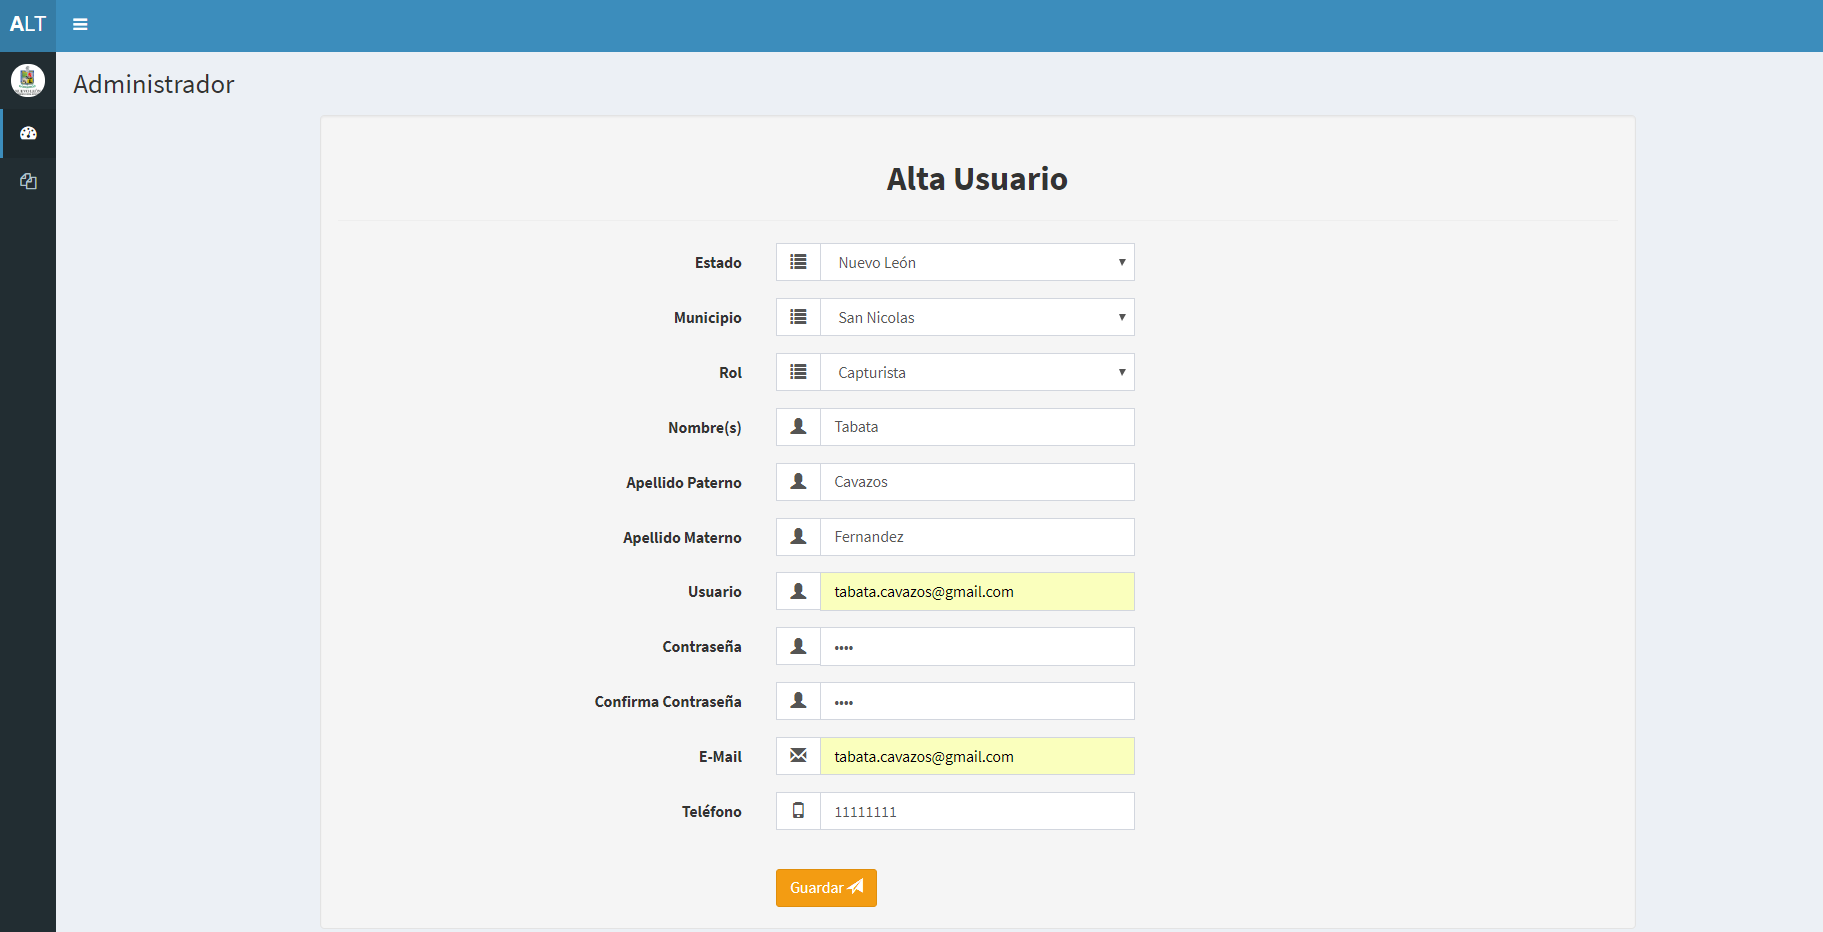 ALT
Administrador
Alta Usuario
Estado Nuevo León
Municipio San Nicolas
Rol Capturista
Nombre(s) Tabata
Apellido Paterno Cavazos
Apellido Materno Fernandez
Usuario tabata.cavazos@gmail.com
Contraseña ••••
Confirma Contraseña ••••
E-Mail tabata.cavazos@gmail.com
Teléfono 11111111
Guardar